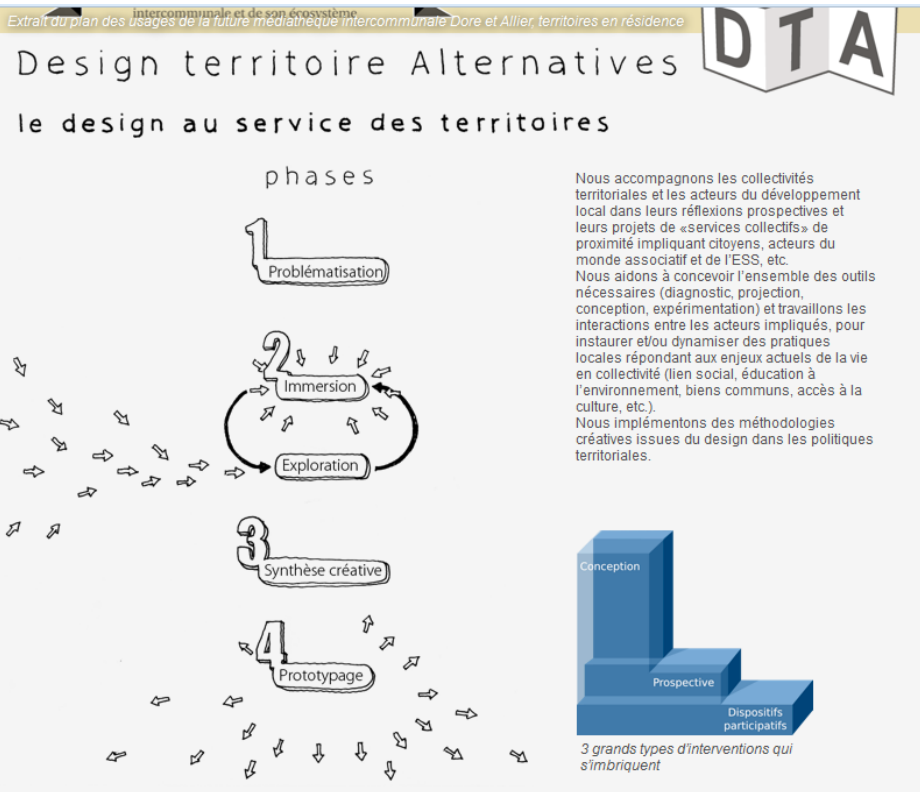 intercommunale et de son écosystème
Extrait du plan des usages de la future médiathèque intercommunale Dore et Allier, territoires en résidence
DTA
Design territoire Alternatives
le design au service des territoires
phases
1
Problématisation
2
Immersion
Exploration
3
Synthèse créative
4
Prototypage
Nous accompagnons les collectivités
territoriales et les acteurs du développement
local dans leurs réflexions prospectives et
leurs projets de «services collectifs» de
proximité impliquant citoyens, acteurs du
monde associatif et de l'ESS, etc.
Nous aidons à concevoir l'ensemble des outils
nécessaires (diagnostic, projection,
conception, expérimentation) et travaillons les
interactions entre les acteurs impliqués, pour
instaurer et/ou dynamiser des pratiques
locales répondant aux enjeux actuels de la vie
en collectivité (lien social, éducation à
l'environnement, biens communs, accès à la
culture, etc.).
Nous implémentons des méthodologies
créatives issues du design dans les politiques
territoriales.
Conception
Prospective
Dispositifs
participatifs
3 grands types d'interventions qui
s'imbriquent